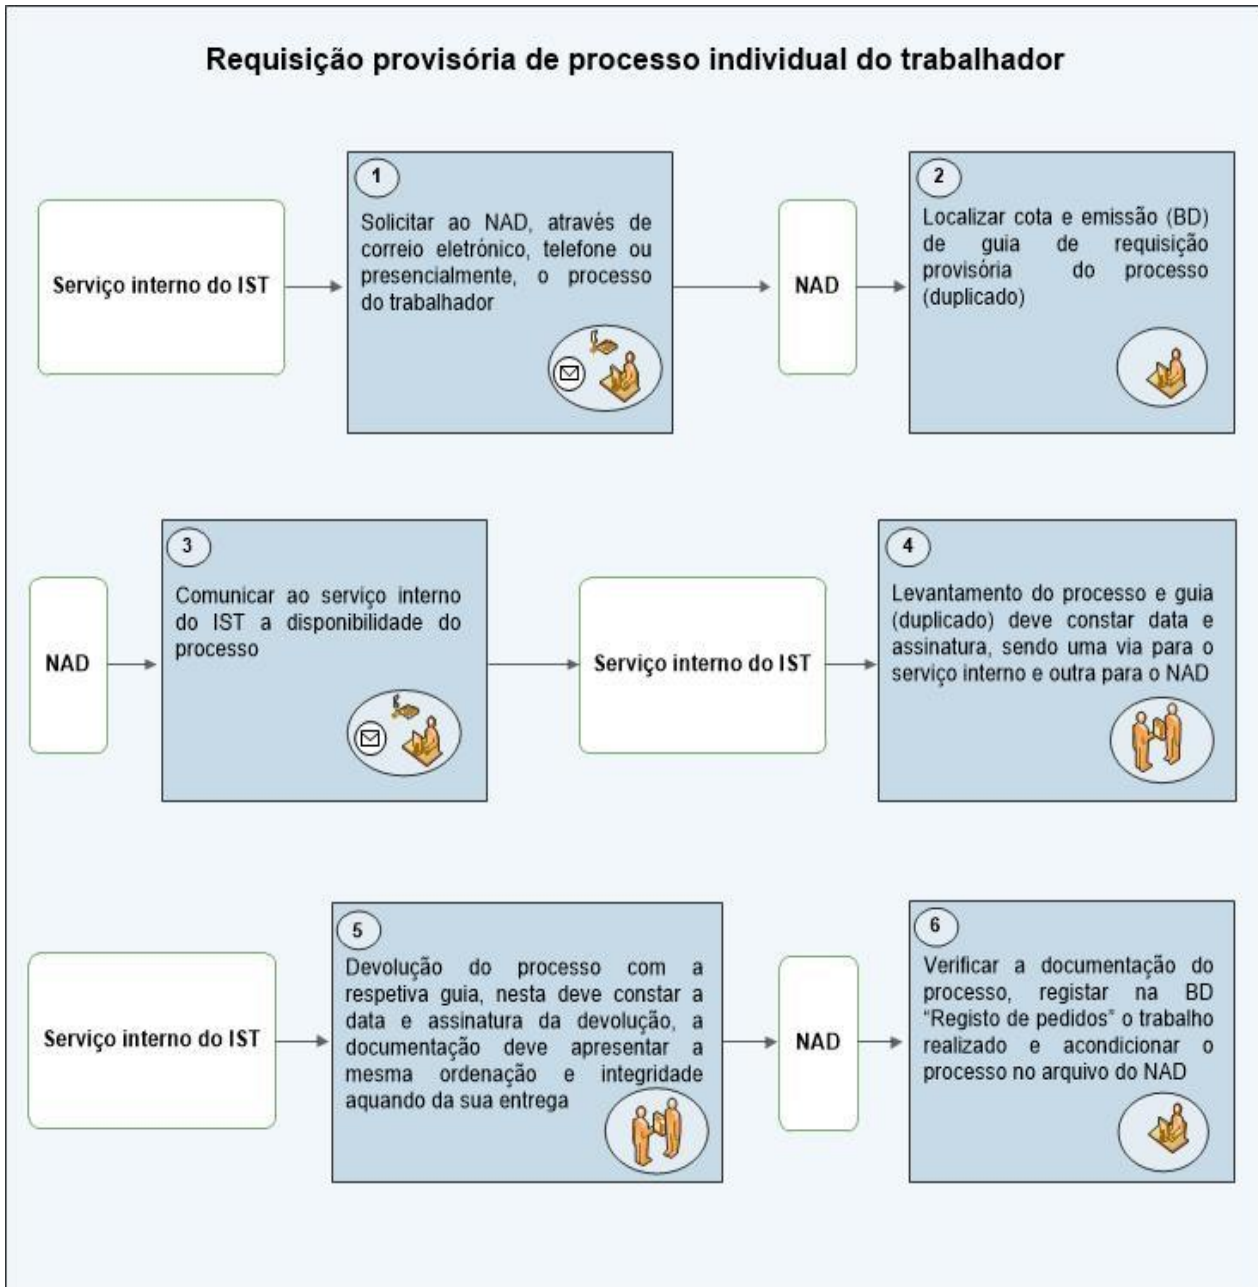 Requisição provisória de processo individual do trabalhador
Serviço interno do IST
1
Solicitar ao NAD, através de
correio eletrónico, telefone ou
presencialmente, o processo
do trabalhador
NAD
2
Localizar cota e emissão (BD)
de guia de requisição
provisória do processo
(duplicado)
NAD
3
Comunicar ao serviço interno
do IST a disponibilidade do
processo
Serviço interno do IST
4
Levantamento do processo e guia
(duplicado) deve constar data e
assinatura, sendo uma via para o
serviço interno e outra para o NAD
Serviço interno do IST
5
Devolução do processo com a
respetiva guia, nesta deve constar a
data e assinatura da devolução, a
documentação deve apresentar a
mesma ordenação e integridade
aquando da sua entrega
NAD
6
Verificar a documentação do
processo, registar na BD
“Registo de pedidos” o trabalho
realizado e acondicionar o
processo no arquivo do NAD